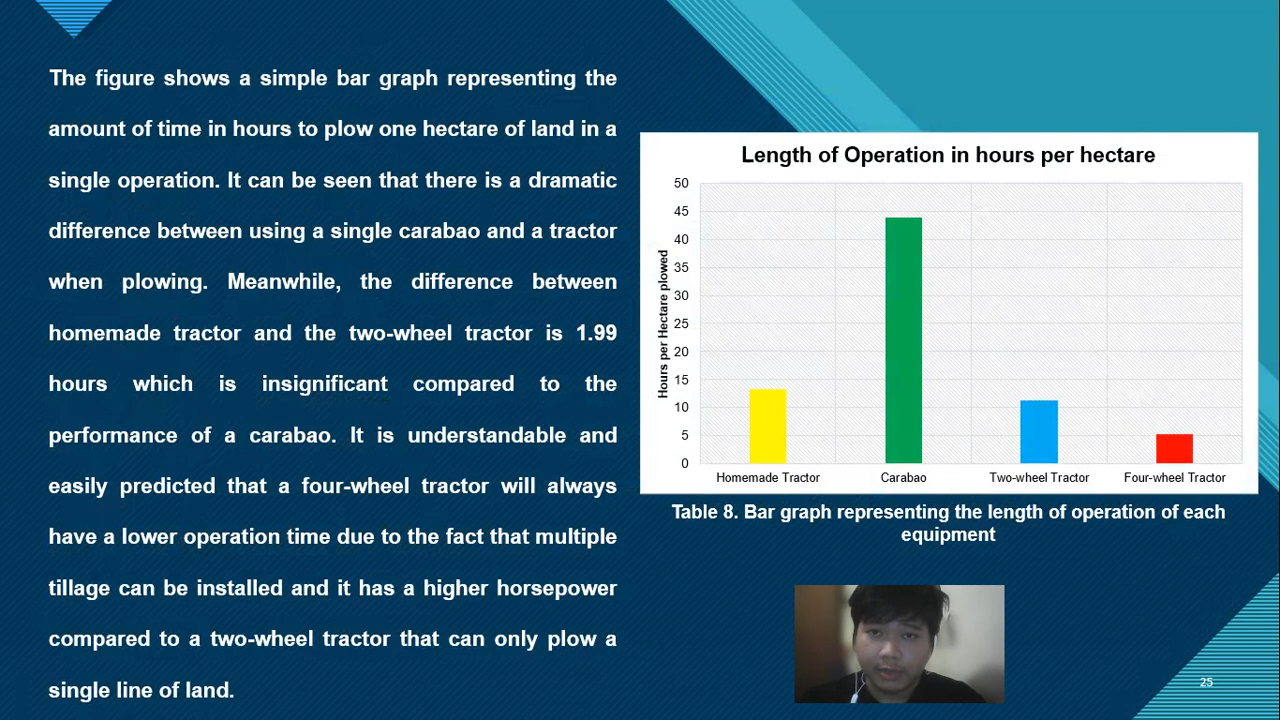 The figure shows a simple bar graph representing the
amount of time in hours to plow one hectare of land in a
single operation. It can be seen that there is a dramatic
difference between using a single carabao and a tractor
when plowing. Meanwhile, the difference between
homemade tractor and the two-wheel tractor is 1.99
hours which is insignificant compared to the
performance of a carabao. It is understandable and
easily predicted that a four-wheel tractor will always
have a lower operation time due to the fact that multiple
tillage can be installed and it has a higher horsepower
compared to a two-wheel tractor that can only plow a
single line of land.
Length of Operation in hours per hectare
Hours per Hectare plowed
50
45
40
35
30
25
20
15
10
5
0
Homemade Tractor
Carabao
Two-wheel Tractor
Four-wheel Tractor
Table 8. Bar graph representing the length of operation of each
equipment
25